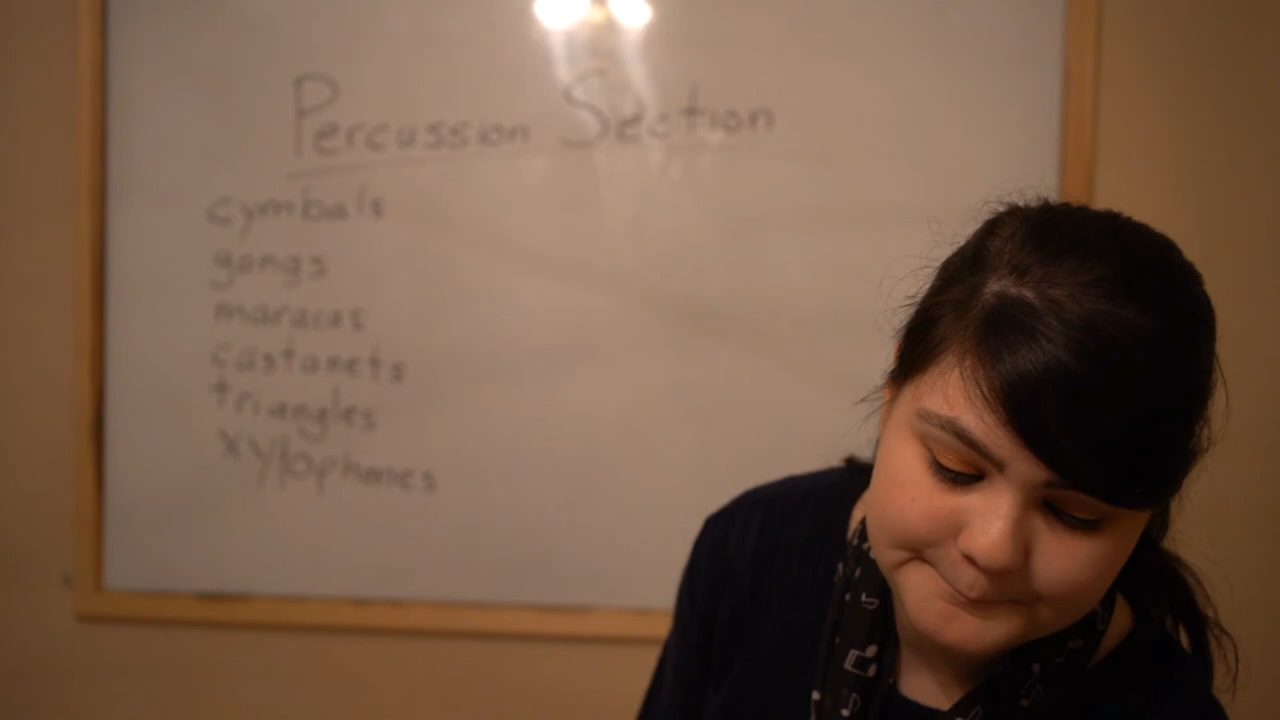 Percussion Section
cymbals
gongs
maracas
castanets
triangles
xylophones